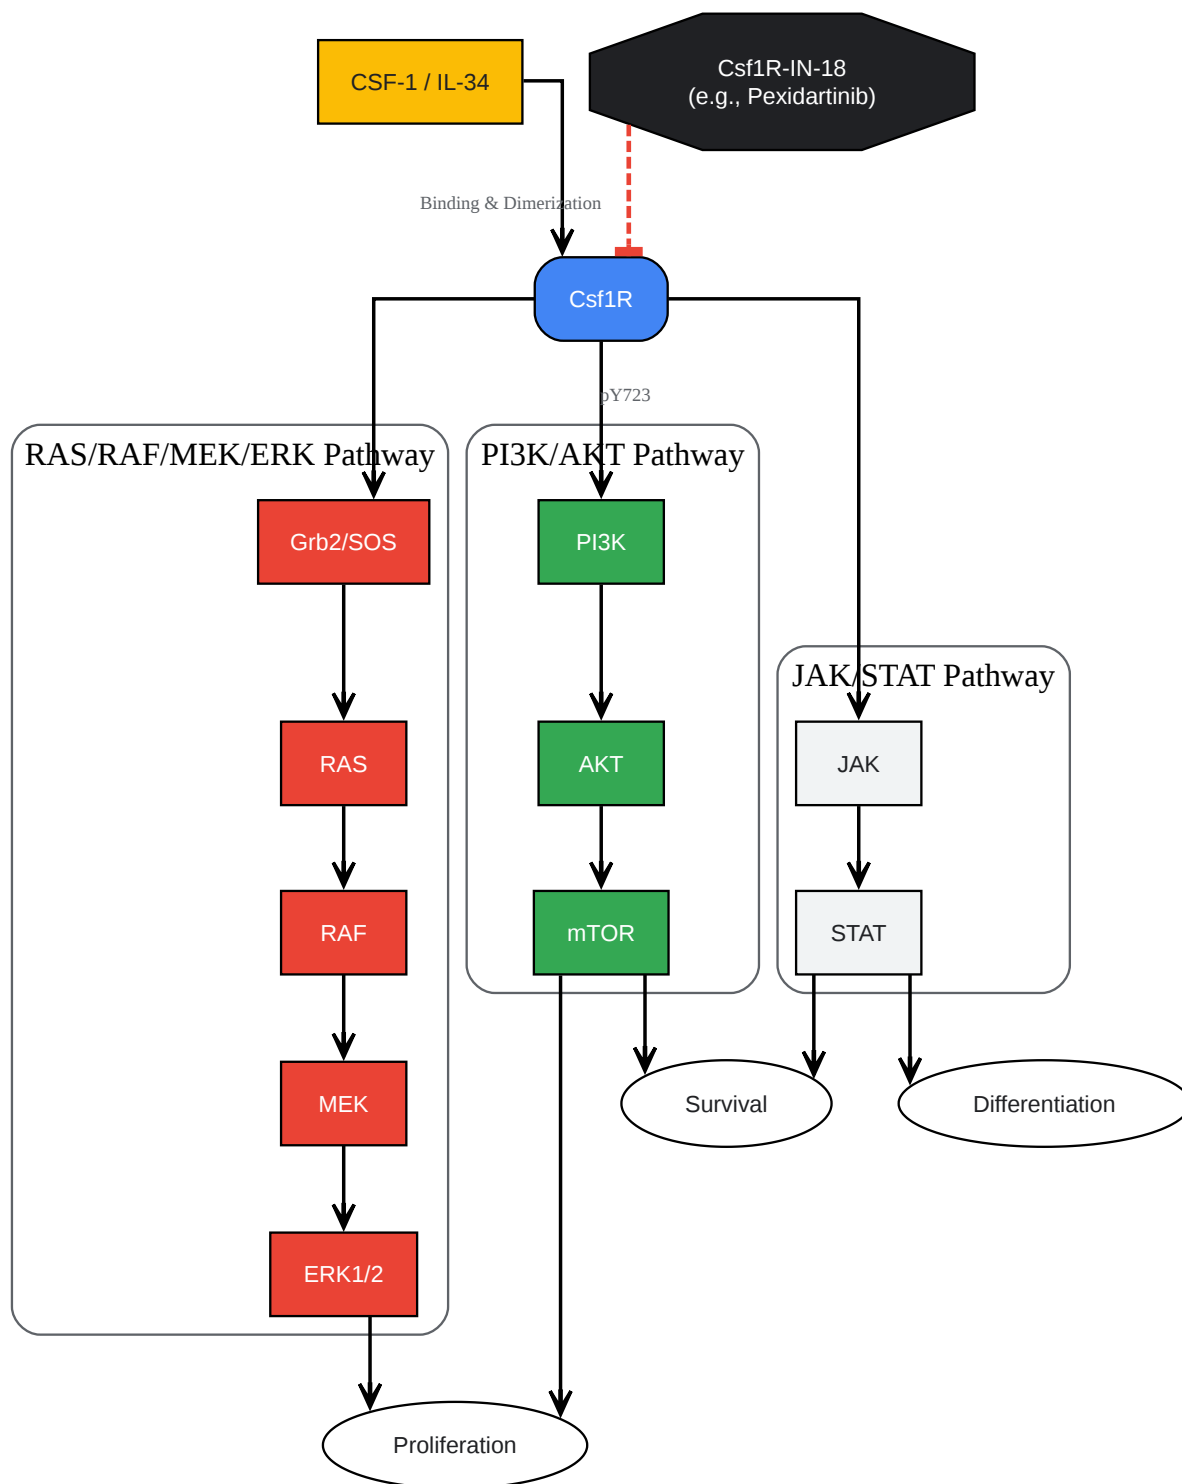 CSF-1 / IL-34
Csf1R-IN-18
(e.g., Pexidartinib)
Binding & Dimerization
Csf1R
pY723
RAS/RAF/MEK/ERK Pathway
PI3K/AKT Pathway
Grb2/SOS
PI3K
JAK/STAT Pathway
RAS
AKT
JAK
RAF
mTOR
STAT
MEK
Survival
Differentiation
ERK1/2
Proliferation